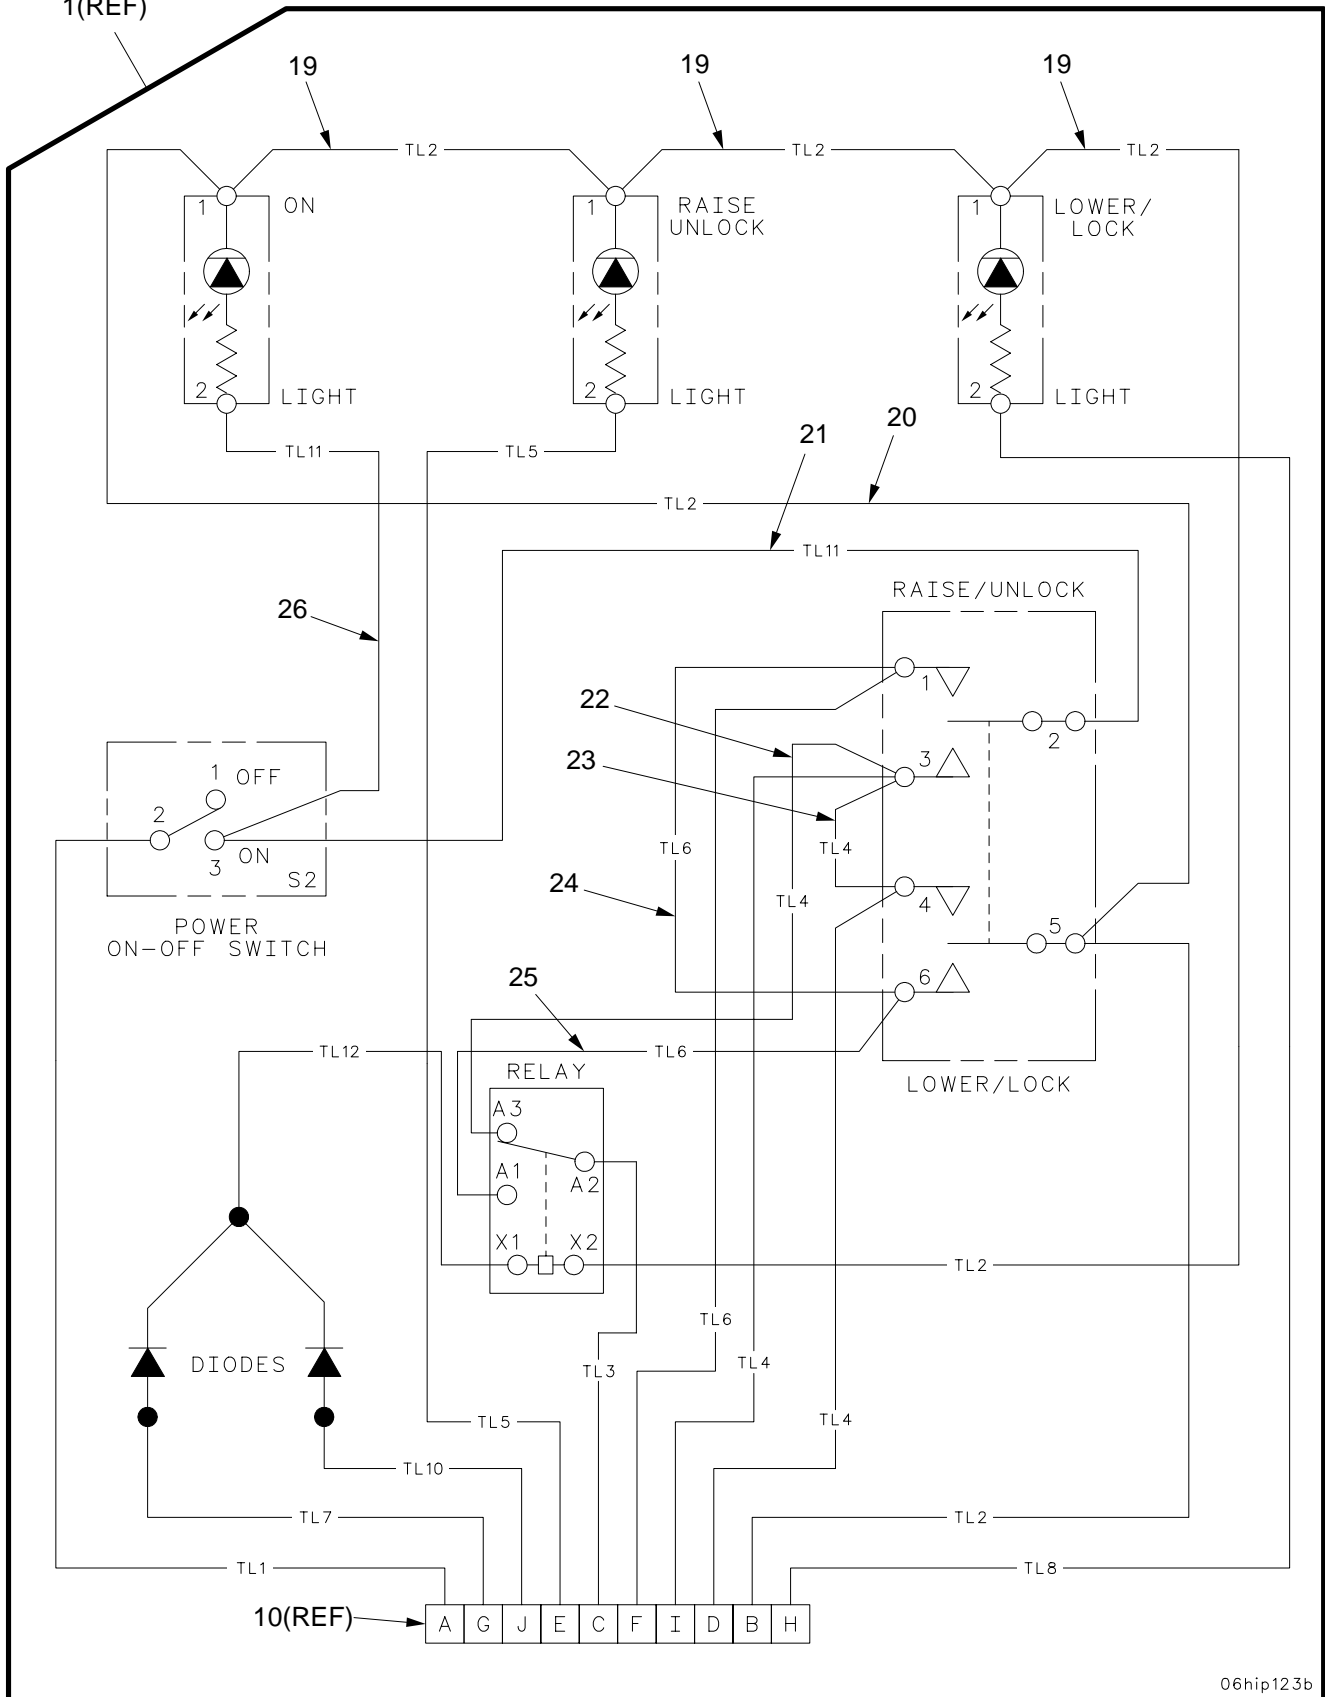 1(REF)
19
19
19
TL2
TL2
TL2
1
ON
1
RAISE
UNLOCK
1
LOWER/
LOCK
2
LIGHT
2
LIGHT
2
LIGHT
TL11
TL5
21
20
TL2
TL11
RAISE/UNLOCK
26
22
1
2
23
3
1
OFF
2
3
ON
S2
POWER
ON-OFF SWITCH
TL6
TL4
TL4
24
4
5
6
25
TL12
TL6
RELAY
LOWER/LOCK
A3
A1
A2
X1
X2
TL2
TL6
DIODES
TL3
TL4
TL5
TL4
TL10
TL7
TL2
TL1
TL8
10(REF)
A G J E C F I D B H
06hip123b